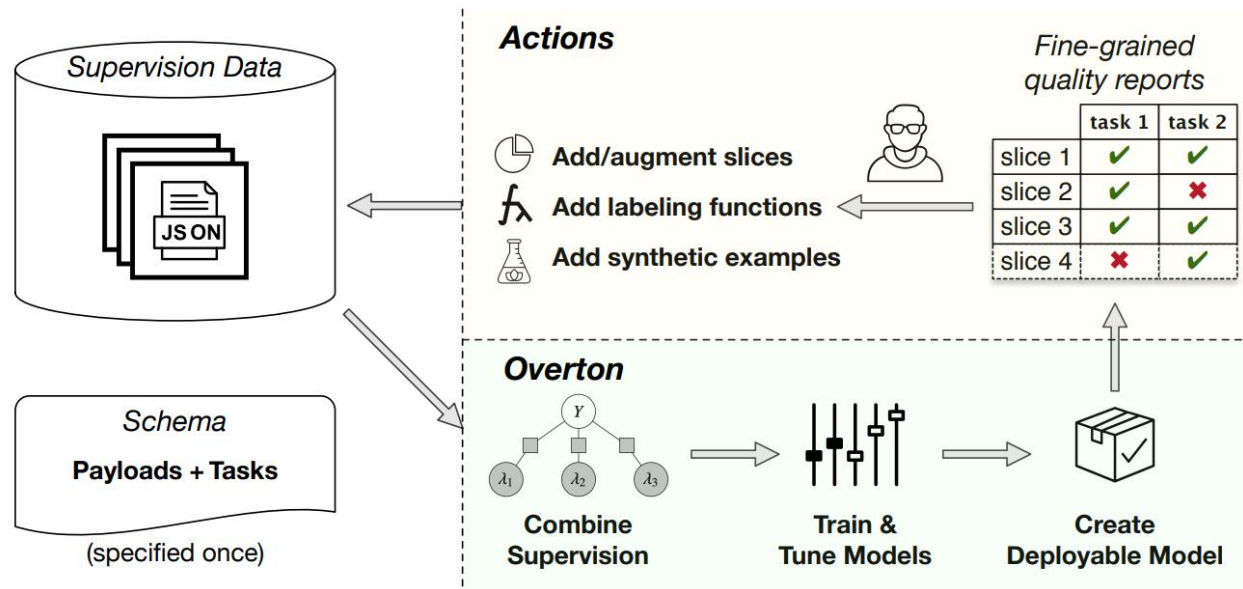 Supervision Data
JSON
Schema
Payloads + Tasks
(specified once)
Actions
Add/augment slices
fλ
Add labeling functions
Add synthetic examples
Fine-grained
quality reports
task 1 task 2
slice 1 ✔ ✔
slice 2 ✔ ✖
slice 3 ✔ ✔
slice 4 ✖ ✔
Overton
Y
λ1 λ2 λ3
Combine
Supervision
Train &
Tune Models
Create
Deployable Model